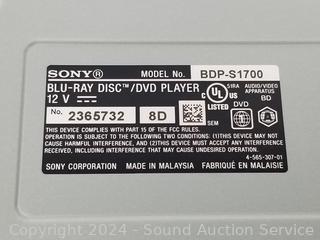 SONY® MODEL No. BDP-S1700
BLU-RAY DISC™/DVD PLAYER
12 V
No. 2365732 8D
c UL US LISTED
51RA AUDIO/VIDEO APPARATUS
SEM DVD BD
THIS DEVICE COMPLIES WITH PART 15 OF THE FCC RULES.
OPERATION IS SUBJECT TO THE FOLLOWING TWO CONDITIONS: (1)THIS DEVICE MAY
NOT CAUSE HARMFUL INTERFERENCE, AND (2)THIS DEVICE MUST ACCEPT ANY
INTERFERENCE RECEIVED, INCLUDING INTERFERENCE THAT MAY CAUSE
UNDESIRED OPERATION.
4-565-307-01
SONY CORPORATION MADE IN MALAYSIA FABRIQUÉ EN MALAISIE
Copyright 2024 - Sound Auction Service